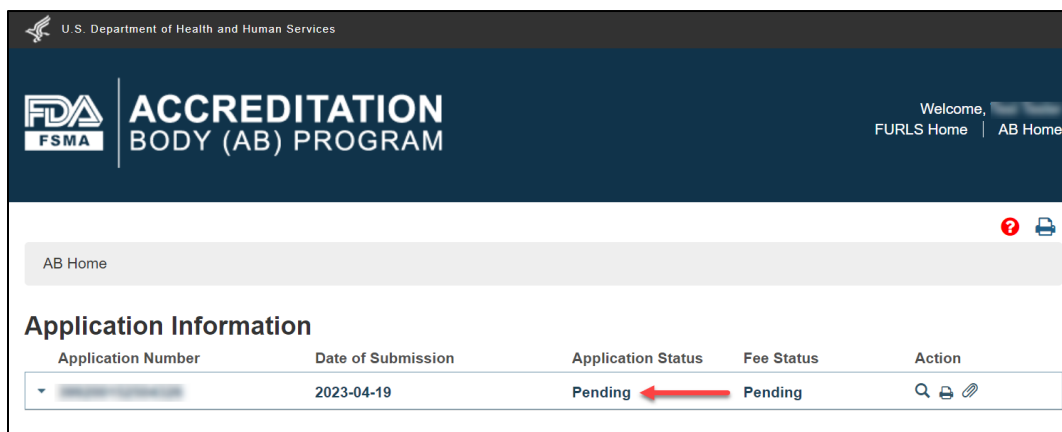 U.S. Department of Health and Human Services
FDA
FSMA
ACCREDITATION
BODY (AB) PROGRAM
Welcome,
FURLS Home | AB Home
?
AB Home
Application Information
Application Number Date of Submission Application Status Fee Status Action
2023-04-19 Pending Pending